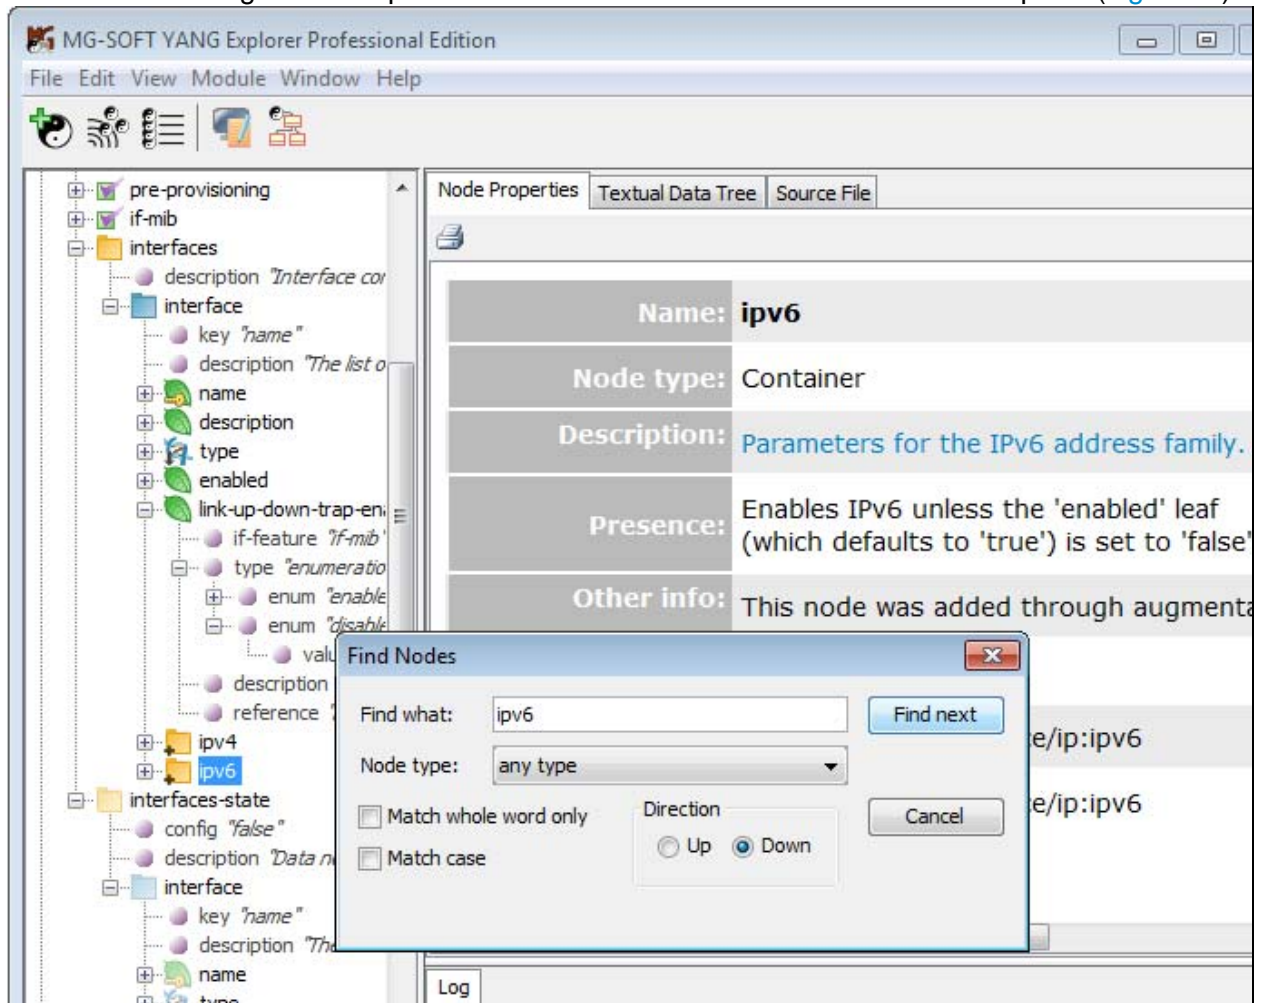 MG-SOFT YANG Explorer Professional Edition
File Edit View Module Window Help
pre-provisioning
if-mib
interfaces
description "Interface cor
interface
key "name"
description "The list o
name
description
type
enabled
link-up-down-trap-en
if-feature "if-mib"
type "enumeratio
enum "enable
enum "disable
valu
description
reference
ipv4
ipv6
interfaces-state
config "false"
description "Data n
interface
key "name"
description "The
name
type
Node Properties Textual Data Tree Source File
Name: ipv6
Node type: Container
Description: Parameters for the IPv6 address family.
Presence: Enables IPv6 unless the 'enabled' leaf
(which defaults to 'true') is set to 'false'
Other info: This node was added through augmenta
e/ip:ipv6
e/ip:ipv6
Find Nodes
Find what: ipv6 Find next
Node type: any type
Match whole word only Direction Cancel
Match case Up Down
Log